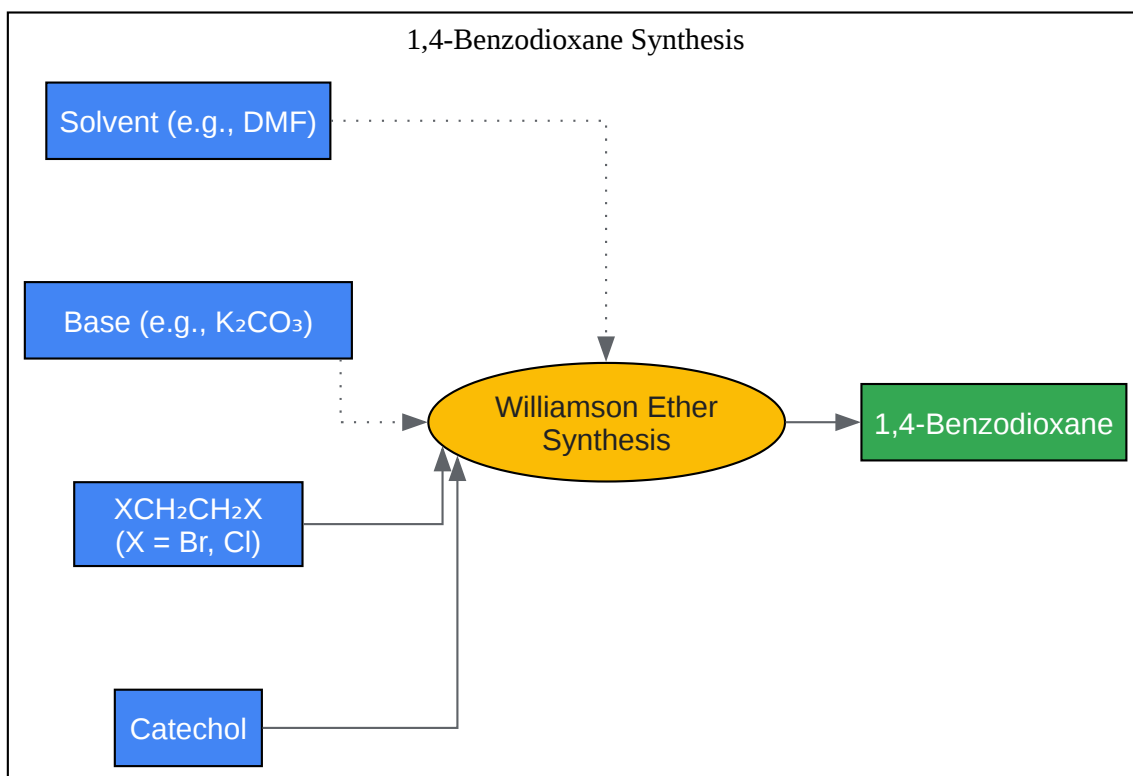 1,4-Benzodioxane Synthesis
Solvent (e.g., DMF)
Base (e.g., K₂CO₃)
Williamson Ether
Synthesis
1,4-Benzodioxane
XCH₂CH₂X
(X = Br, Cl)
Catechol